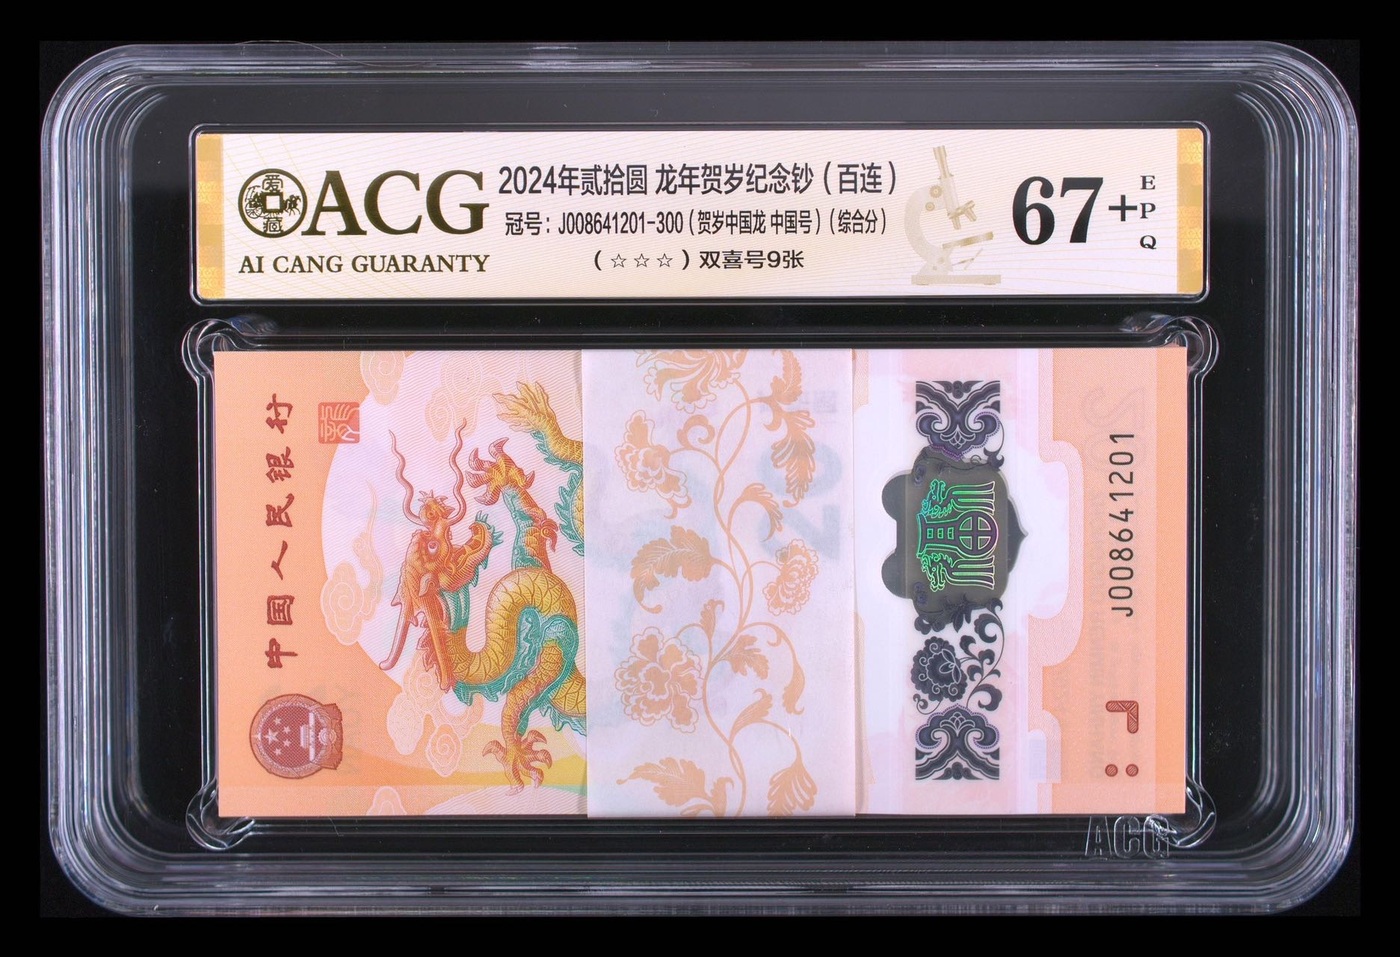 ACG
AI CANG GUARANTY
2024年贰拾圆 龙年贺岁纪念钞（百连）
冠号：J008641201-300（贺岁中国龙 中国号）（综合分）
（☆☆☆）双喜号9张
67+
EPQ
中国人民银行
J008641201
ACG